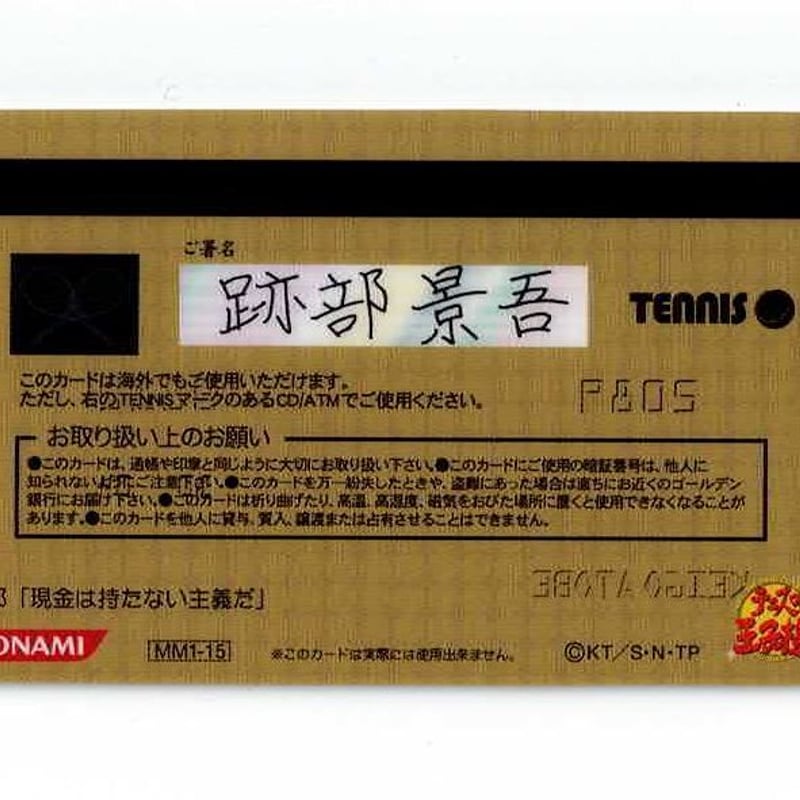 ご署名
跡部景吾
TENNIS
このカードは海外でもご使用いただけます。
ただし、右のTENNISマークのあるCD/ATMでご使用ください。
お取り扱い上のお願い
●このカードは、通帳や印章と同じように大切にお取り扱い下さい。●このカードにご使用の暗証番号は、他人に
知られないようにご注意下さい。●このカードを万一紛失したときや、盗難にあった場合は直ちにお近くのゴールデン
銀行にお届け下さい。●このカードは折り曲げたり、高温、高湿度、磁気をおびた場所に置くと使用できなくなることが
あります。●このカードを他人に貸与、質入、譲渡または占有させることはできません。
KEIGO ATOBE
「現金は持たない主義だ」
KONAMI
MM1-15
※このカードは実際には使用出来ません。
©KT/S・N・TP